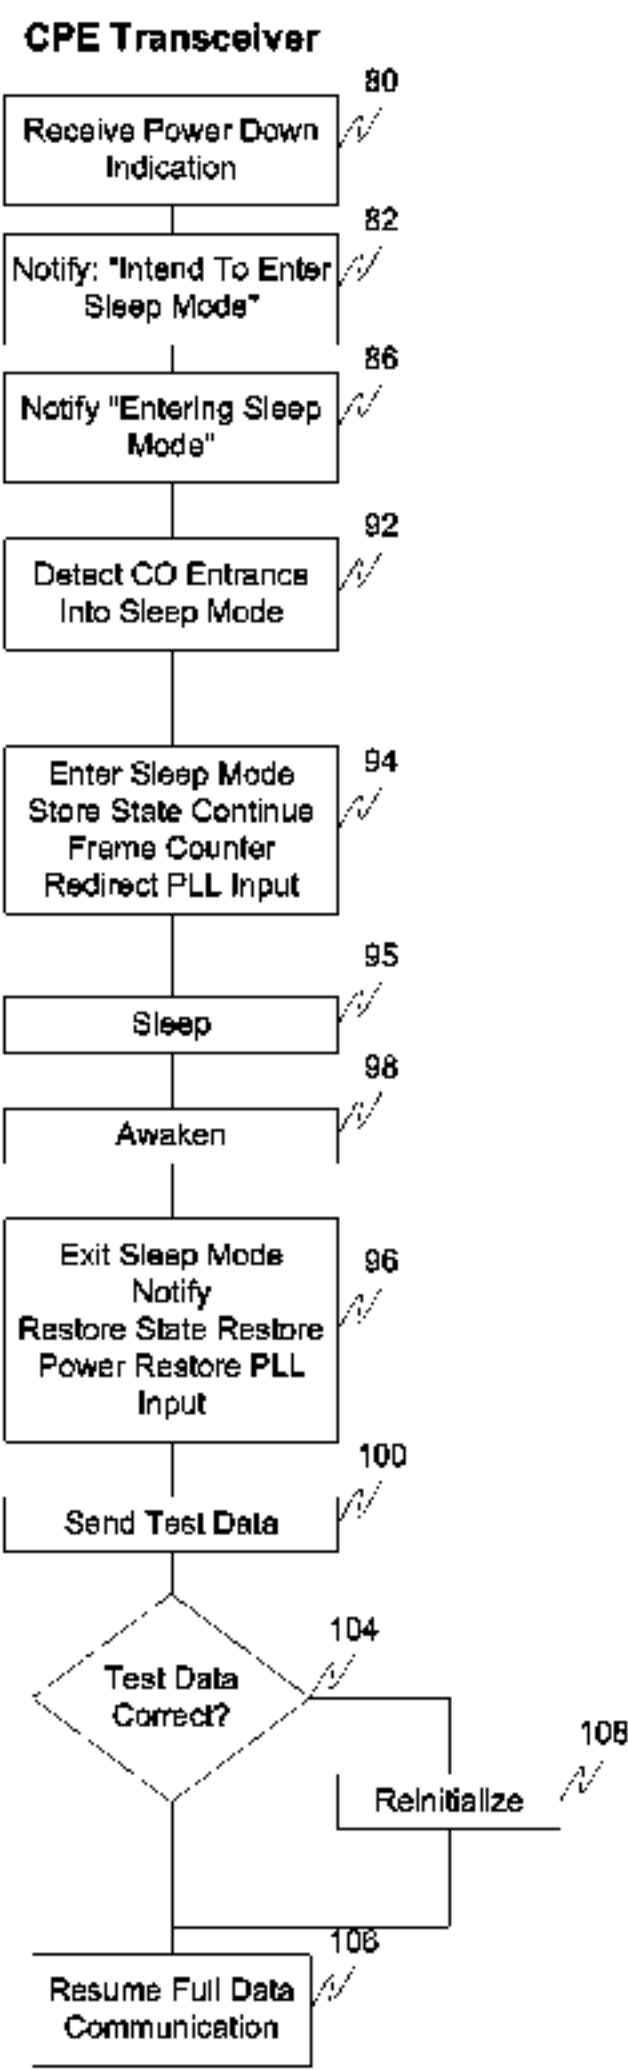 CPE Transceiver
80
Receive Power Down
Indication
82
Notify: "Intend To Enter
Sleep Mode"
86
Notify "Entering Sleep
Mode"
92
Detect CO Entrance
Into Sleep Mode
94
Enter Sleep Mode
Store State Continue
Frame Counter
Redirect PLL Input
95
Sleep
98
Awaken
96
Exit Sleep Mode
Notify
Restore State Restore
Power Restore PLL
Input
100
Send Test Data
104
Test Data
Correct?
108
Reinitialize
106
Resume Full Data
Communication